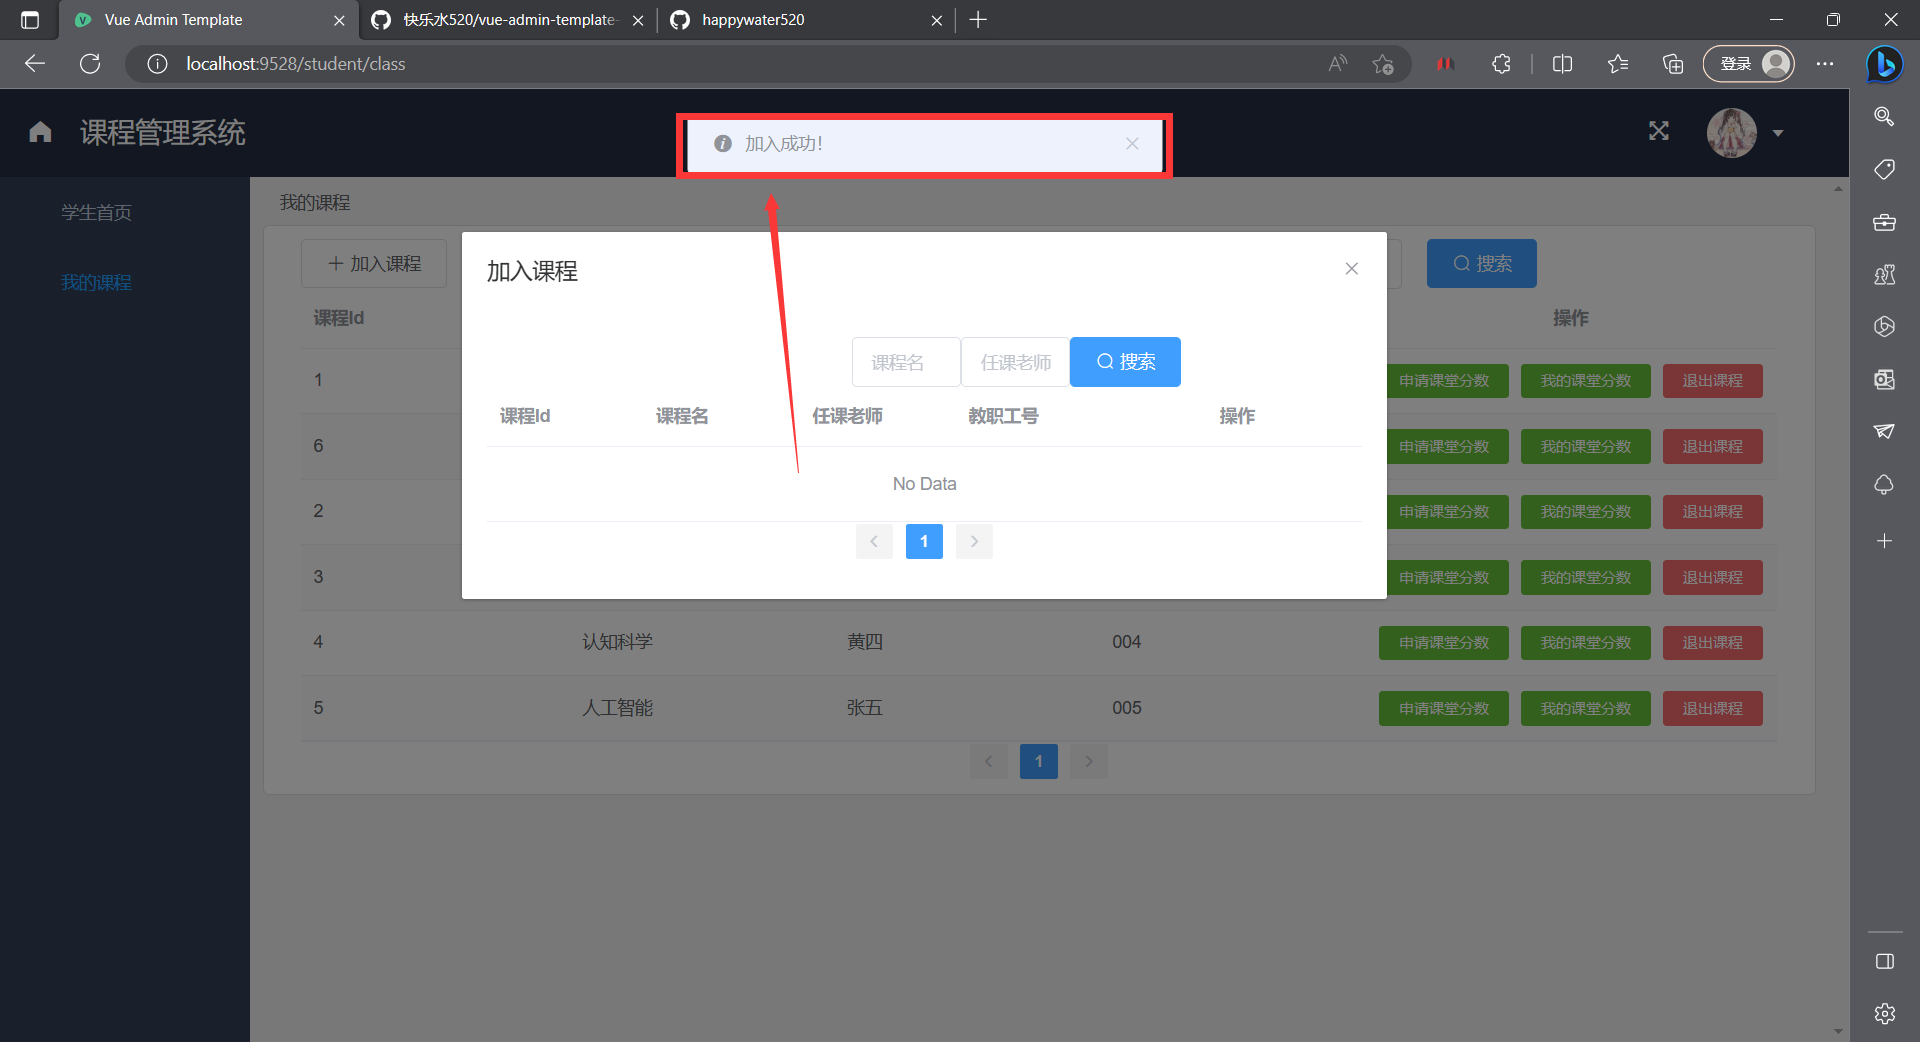 Vue Admin Template
快乐水520/vue-admin-template-
happywater520
localhost:9528/student/class
登录
课程管理系统
加入成功！
学生首页
我的课程
我的课程
加入课程
搜索
课程Id
操作
加入课程
课程名
任课老师
搜索
课程Id 课程名 任课老师 教职工号 操作
No Data
1
1 申请课堂分数 我的课堂分数 退出课程
6 申请课堂分数 我的课堂分数 退出课程
2 申请课堂分数 我的课堂分数 退出课程
3 申请课堂分数 我的课堂分数 退出课程
4 认知科学 黄四 004 申请课堂分数 我的课堂分数 退出课程
5 人工智能 张五 005 申请课堂分数 我的课堂分数 退出课程
1